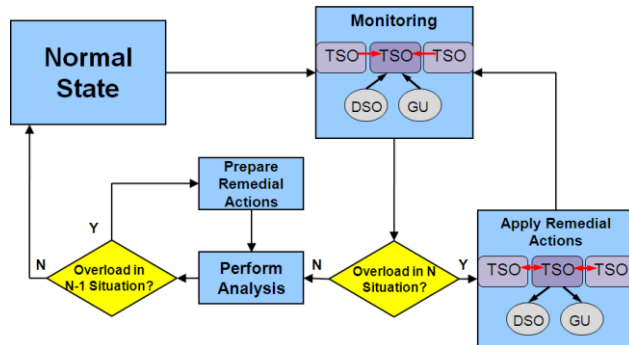 Normal
State
Monitoring
TSO TSO TSO
DSO GU
Prepare
Remedial
Actions
Y
N
Overload in
N-1 Situation?
Perform
Analysis
N
Overload in N
Situation?
Y
Apply Remedial
Actions
TSO TSO TSO
DSO GU